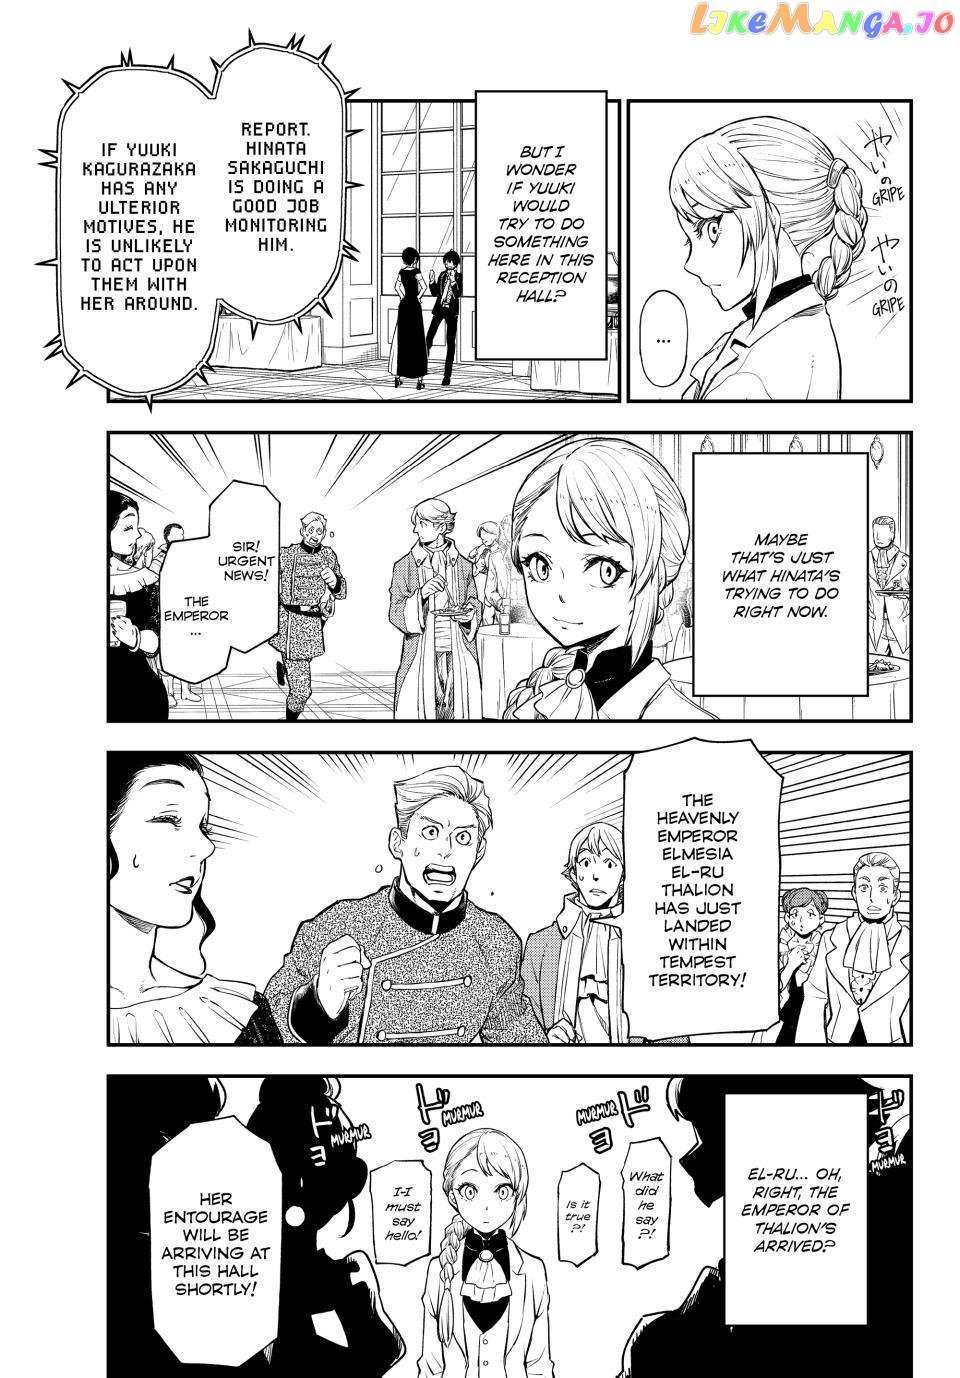 LIKEMANGA.IO
やいの
GRIPE
やいの
GRIPE
...
BUT I
WONDER
IF YUUKI
WOULD
TRY TO DO
SOMETHING
HERE IN THIS
RECEPTION
HALL?
REPORT.
HINATA
SAKAGUCHI
IS DOING A
GOOD JOB
MONITORING
HIM.
IF YUUKI
KAGURAZAKA
HAS ANY
ULTERIOR
MOTIVES, HE
IS UNLIKELY
TO ACT UPON
THEM WITH
HER AROUND.
MAYBE
THAT'S JUST
WHAT HINATA'S
TRYING TO DO
RIGHT NOW.
SIR!
URGENT
NEWS!
THE
EMPEROR
...
THE
HEAVENLY
EMPEROR
ELMESIA
EL-RU
THALION
HAS JUST
LANDED
WITHIN
TEMPEST
TERRITORY!
EL-RU... OH,
RIGHT, THE
EMPEROR OF
THALION'S
ARRIVED?
MURMUR
ドヨ
MURMUR
What
did
he
say
?!
Is it
true
?!
ドヨ
MURMUR
MURMUR
I-I
must
say
hello!
HER
ENTOURAGE
WILL BE
ARRIVING AT
THIS HALL
SHORTLY!